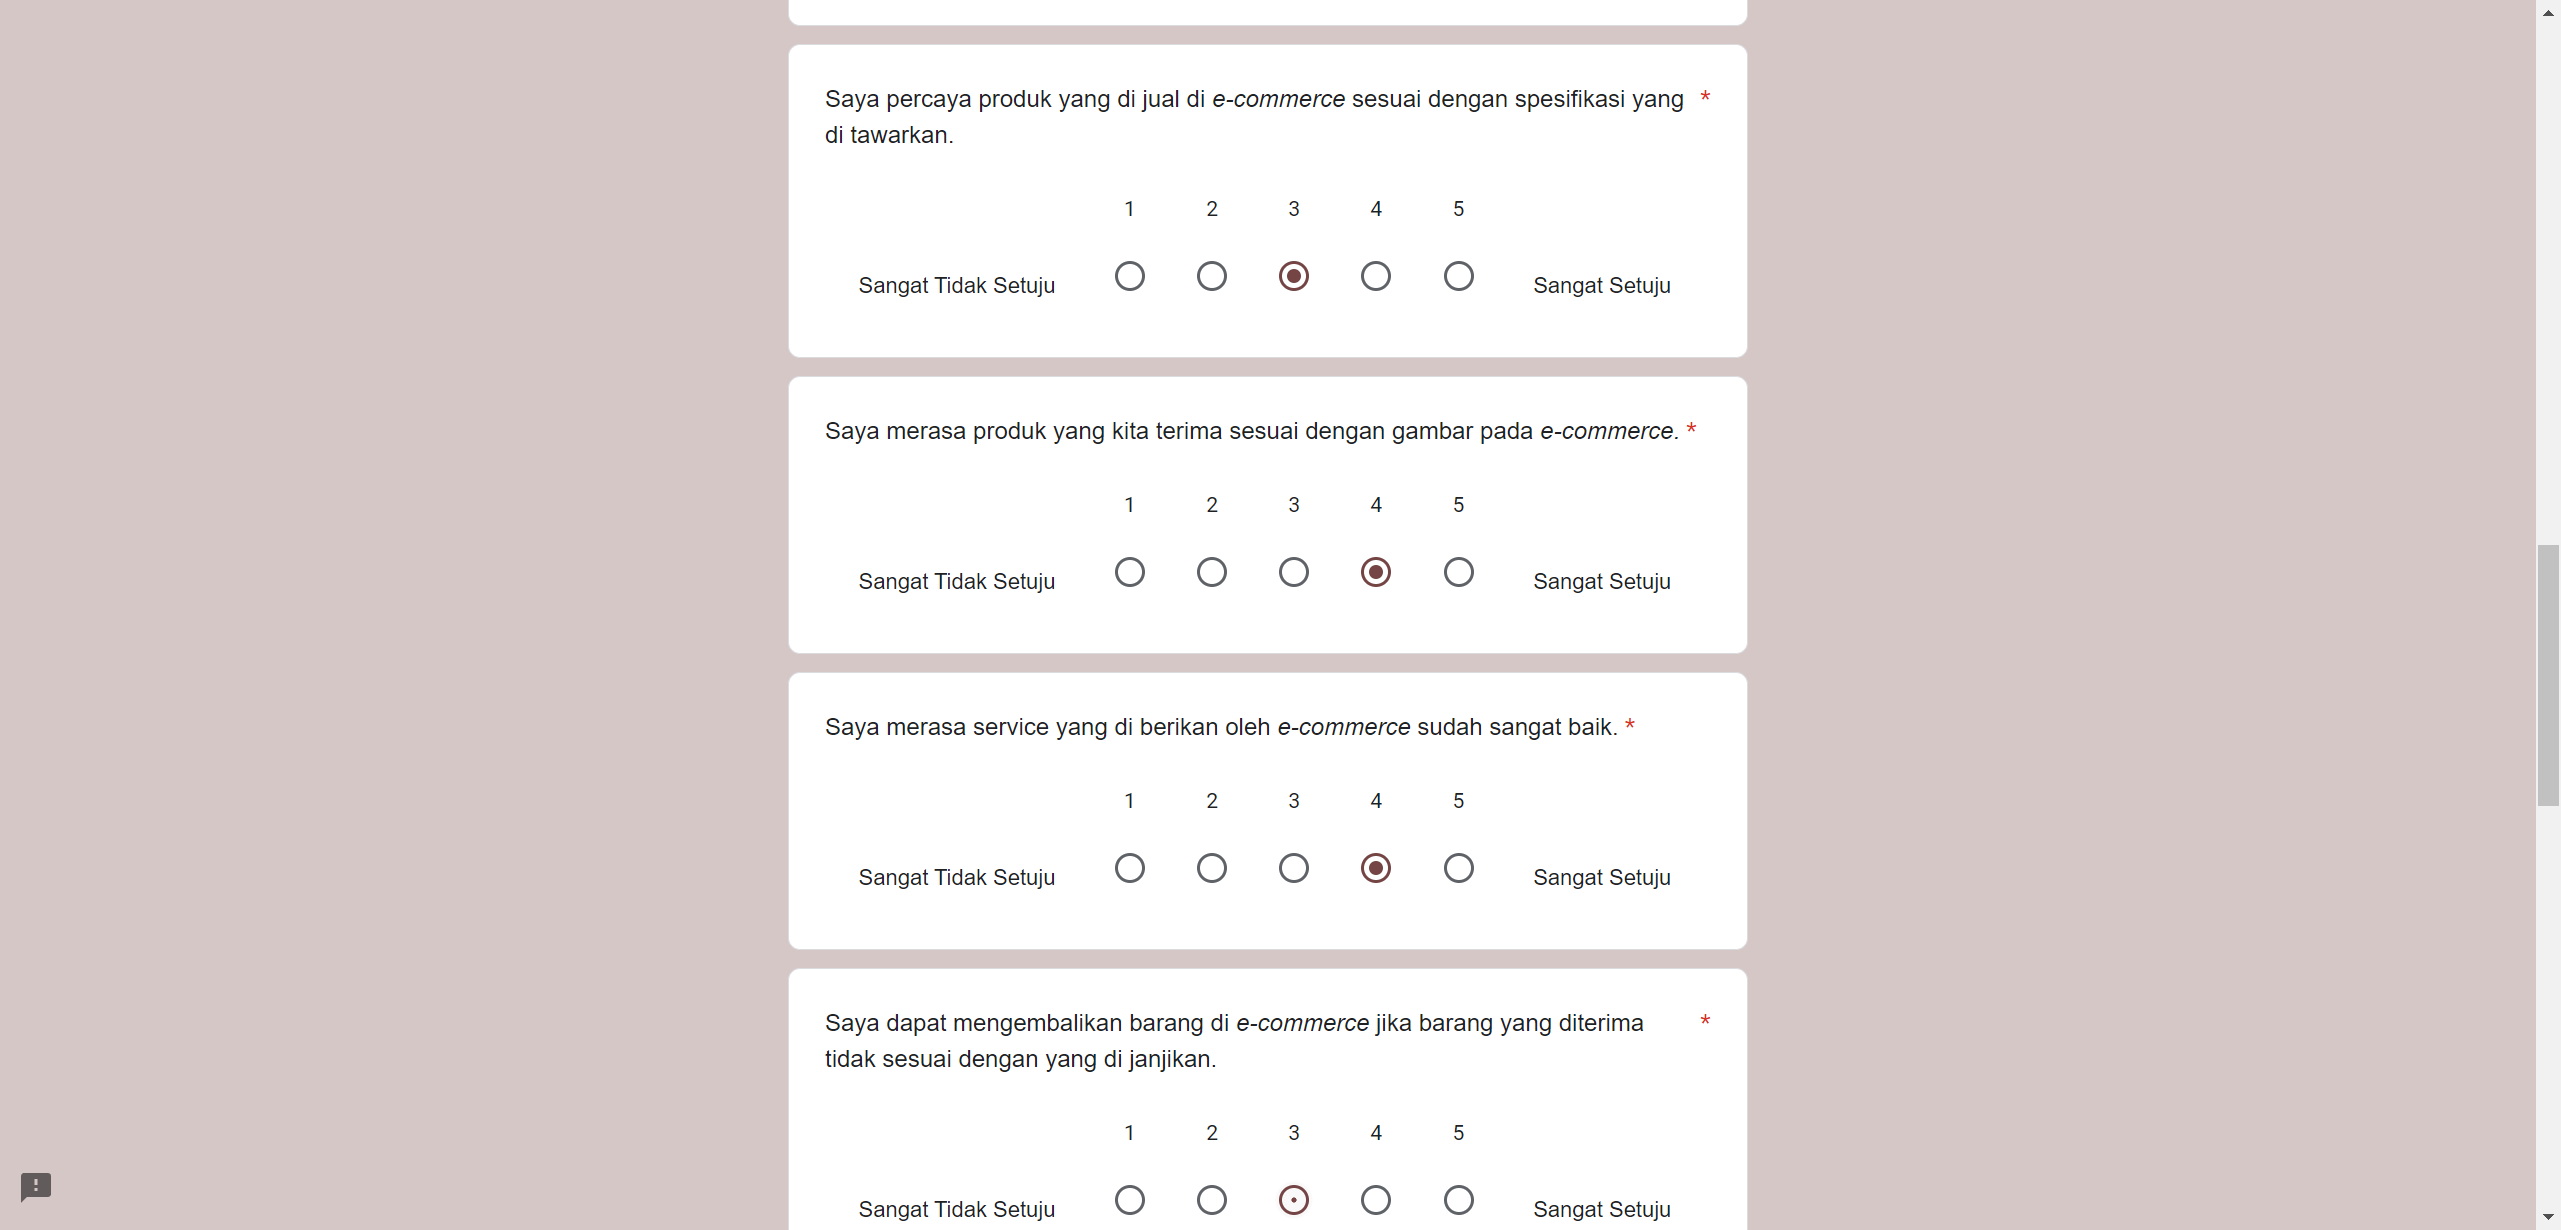 Saya percaya produk yang di jual di e-commerce sesuai dengan spesifikasi yang *
di tawarkan.
1 2 3 4 5
Sangat Tidak Setuju Sangat Setuju
Saya merasa produk yang kita terima sesuai dengan gambar pada e-commerce. *
1 2 3 4 5
Sangat Tidak Setuju Sangat Setuju
Saya merasa service yang di berikan oleh e-commerce sudah sangat baik. *
1 2 3 4 5
Sangat Tidak Setuju Sangat Setuju
Saya dapat mengembalikan barang di e-commerce jika barang yang diterima *
tidak sesuai dengan yang di janjikan.
1 2 3 4 5
Sangat Tidak Setuju Sangat Setuju